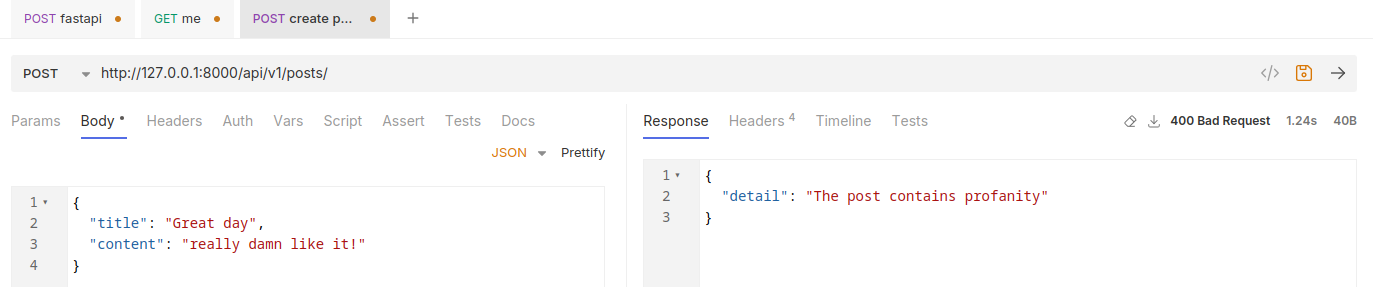 POST fastapi GET me POST create p... +
POST http://127.0.0.1:8000/api/v1/posts/ </>
Params Body Headers Auth Vars Script Assert Tests Docs
JSON Prettify
1 {
2 "title": "Great day",
3 "content": "really damn like it!"
4 }
Response Headers 4 Timeline Tests 400 Bad Request 1.24s 40B
1 {
2 "detail": "The post contains profanity"
3 }